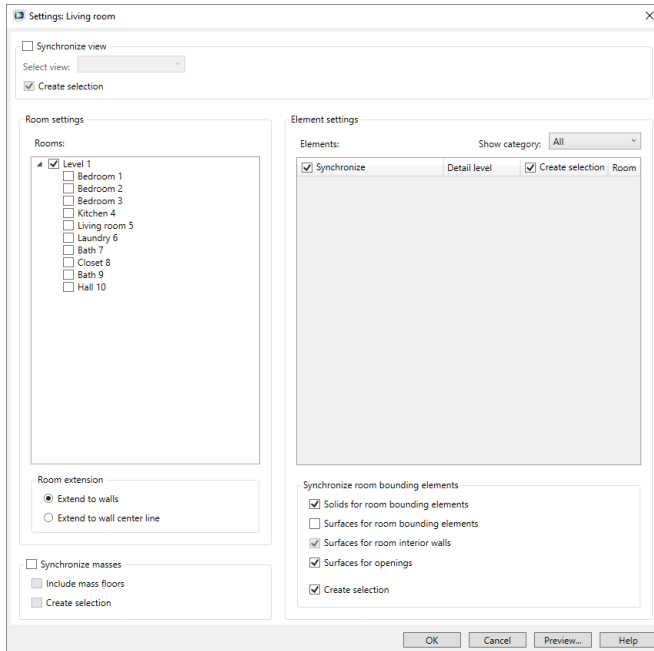 Settings: Living room
Synchronize view
Select view:
Create selection
Room settings
Rooms:
Level 1
Bedroom 1
Bedroom 2
Bedroom 3
Kitchen 4
Living room 5
Laundry 6
Bath 7
Closet 8
Bath 9
Hall 10
Room extension
Extend to walls
Extend to wall center line
Synchronize masses
Include mass floors
Create selection
Element settings
Elements:
Show category: All
Synchronize Detail level Create selection Room
Synchronize room bounding elements
Solids for room bounding elements
Surfaces for room bounding elements
Surfaces for room interior walls
Surfaces for openings
Create selection
OK Cancel Preview... Help